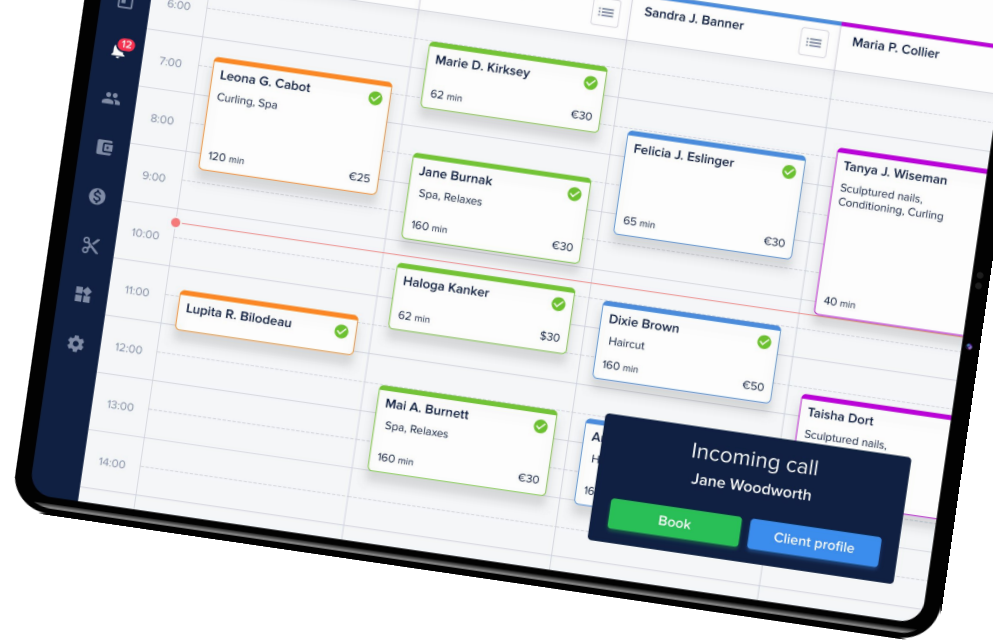 6:00
7:00
8:00
9:00
10:00
11:00
12:00
13:00
14:00
12
Sandra J. Banner
Maria P. Collier
Leona G. Cabot
Curling, Spa
120 min
€25
Lupita R. Bilodeau
Marie D. Kirksey
62 min
€30
Jane Burnak
Spa, Relaxes
160 min
€30
Haloga Kanker
62 min
$30
Mai A. Burnett
Spa, Relaxes
160 min
€30
Felicia J. Eslinger
65 min
€30
Dixie Brown
Haircut
160 min
€50
Tanya J. Wiseman
Sculptured nails,
Conditioning, Curling
40 min
Taisha Dort
Sculptured nails,
Incoming call
Jane Woodworth
Book
Client profile